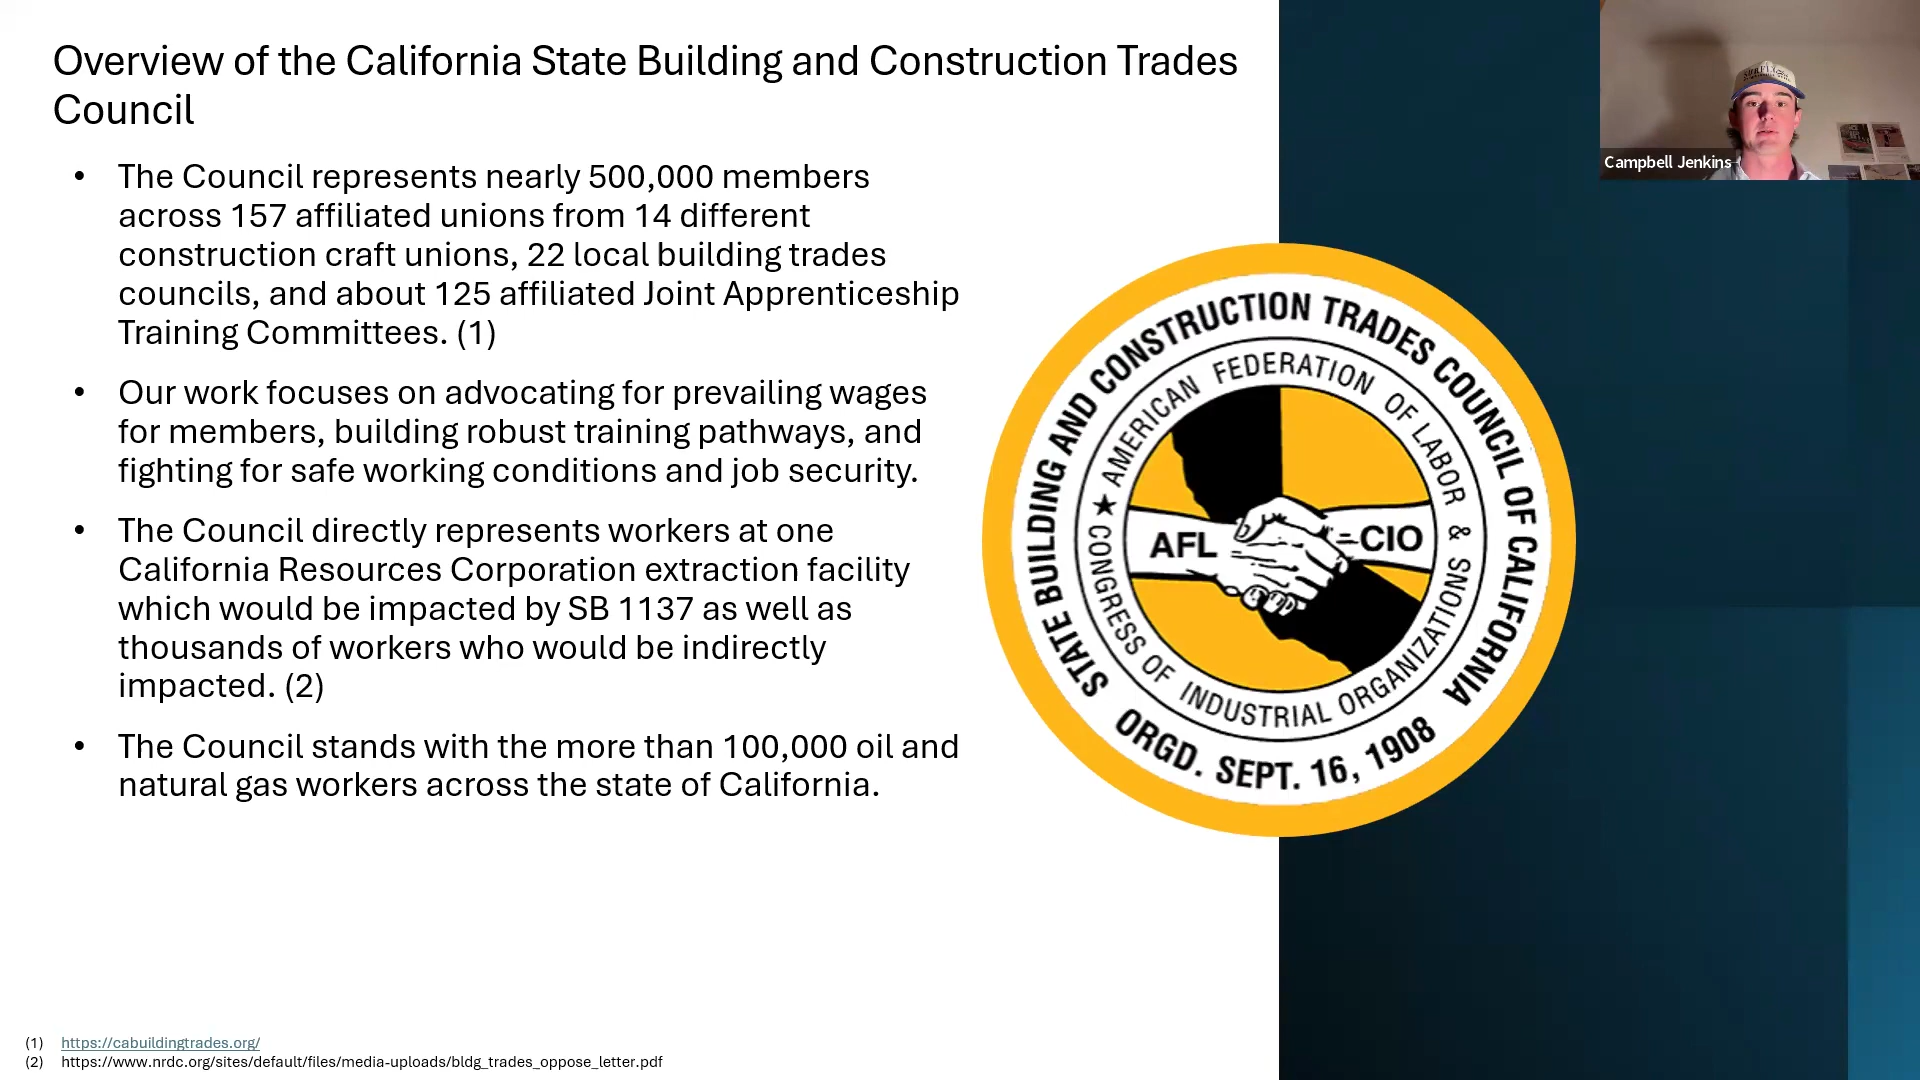 Overview of the California State Building and Construction Trades
Council
• The Council represents nearly 500,000 members
across 157 affiliated unions from 14 different
construction craft unions, 22 local building trades
councils, and about 125 affiliated Joint Apprenticeship
Training Committees. (1)
• Our work focuses on advocating for prevailing wages
for members, building robust training pathways, and
fighting for safe working conditions and job security.
• The Council directly represents workers at one
California Resources Corporation extraction facility
which would be impacted by SB 1137 as well as
thousands of workers who would be indirectly
impacted. (2)
• The Council stands with the more than 100,000 oil and
natural gas workers across the state of California.
(1) https://cabuildingtrades.org/
(2) https://www.nrdc.org/sites/default/files/media-uploads/bldg_trades_oppose_letter.pdf
STATE BUILDING AND CONSTRUCTION TRADES COUNCIL OF CALIFORNIA
ORGD. SEPT. 16, 1908
★ AMERICAN FEDERATION OF LABOR &
CONGRESS OF INDUSTRIAL ORGANIZATIONS
AFL-CIO
Campbell Jenkins